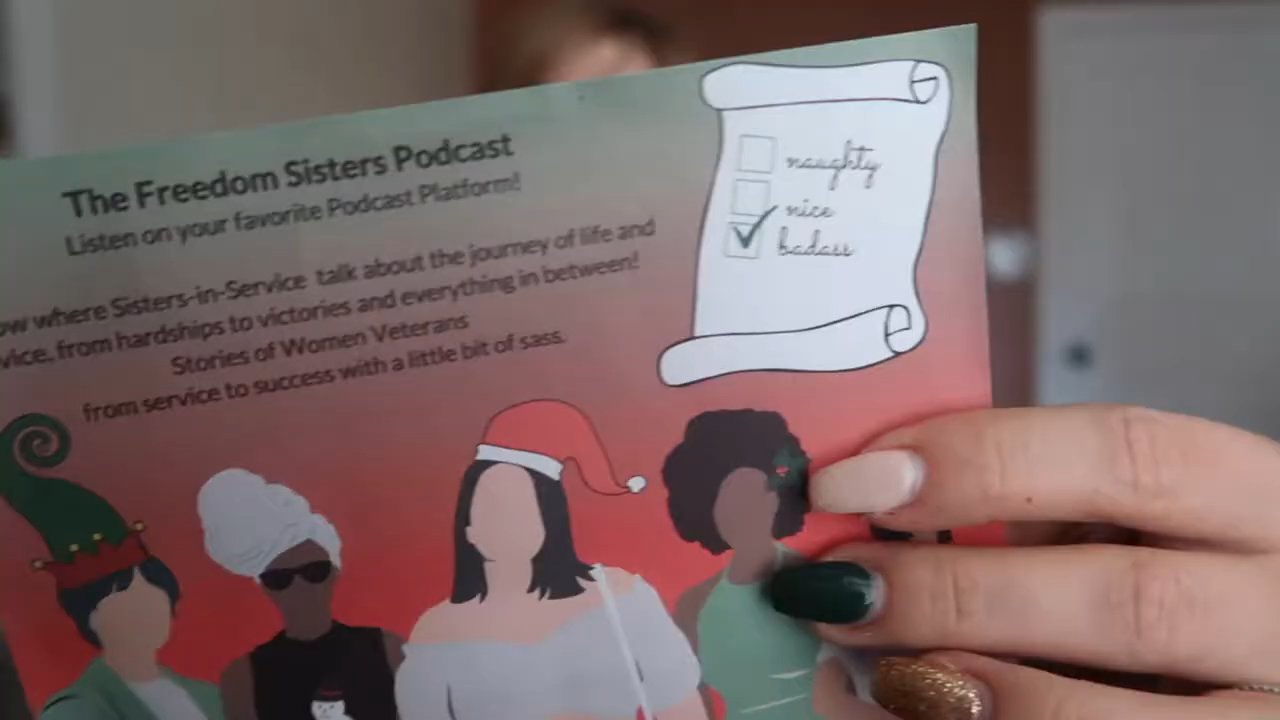 The Freedom Sisters Podcast
Listen on your favorite Podcast Platform!
where Sisters-in-Service talk about the journey of life and
from hardships to victories and everything in between!
Stories of Women Veterans
from service to success with a little bit of sass.
naughty
nice
badass